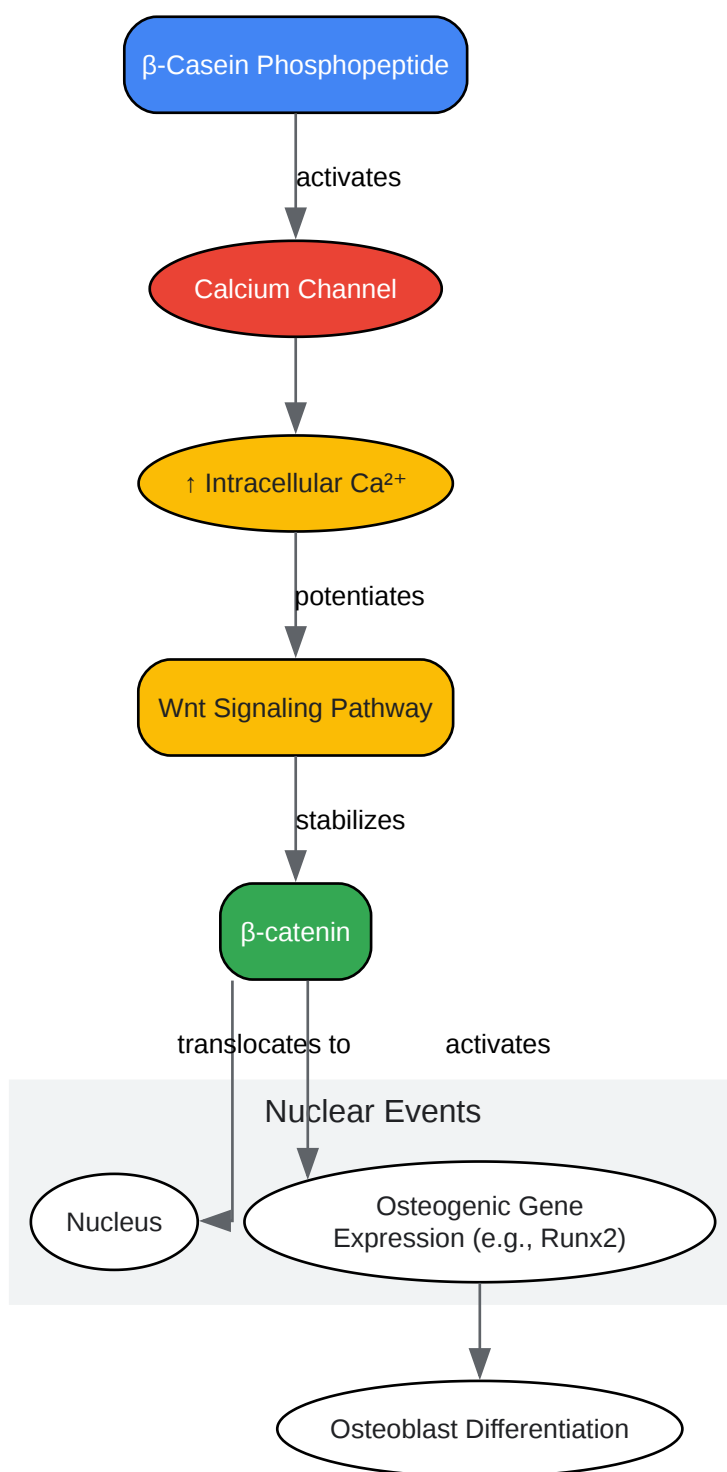 β-Casein Phosphopeptide
activates
Calcium Channel
↑ Intracellular Ca²⁺
potentiates
Wnt Signaling Pathway
stabilizes
β-catenin
translocates to
activates
Nuclear Events
Nucleus
Osteogenic Gene
Expression (e.g., Runx2)
Osteoblast Differentiation